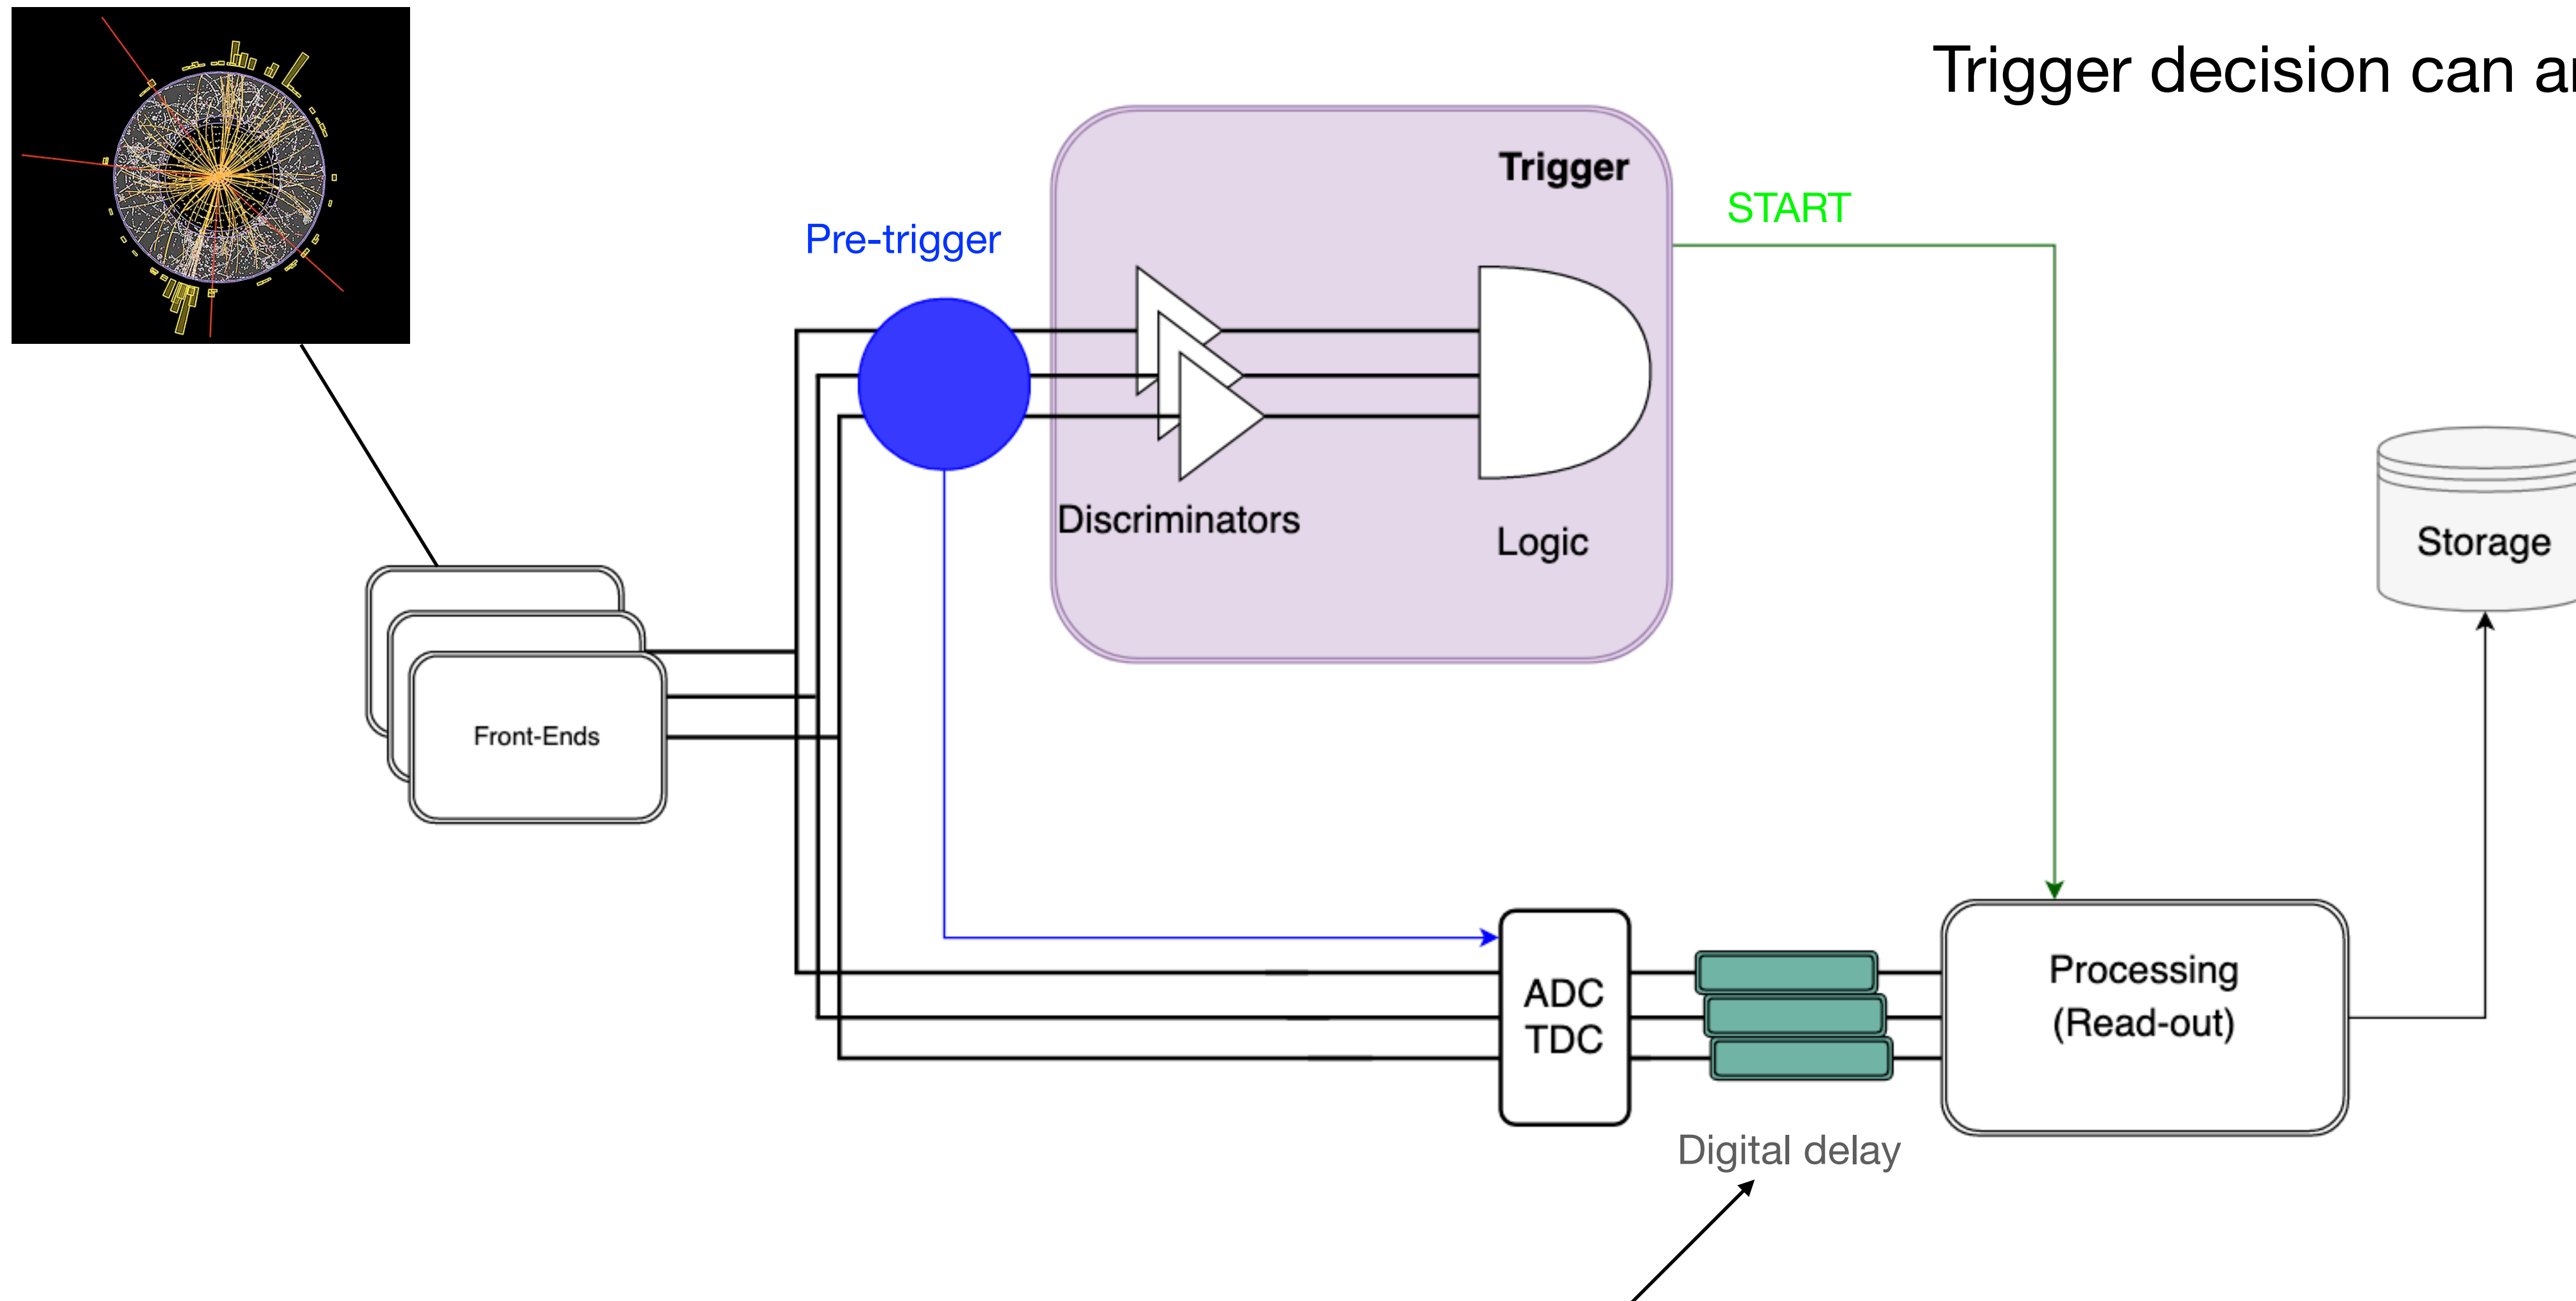 Trigger decision can
Trigger
START
Pre-trigger
Discriminators
Logic
Storage
Front-Ends
ADC
TDC
Processing
(Read-out)
Digital delay